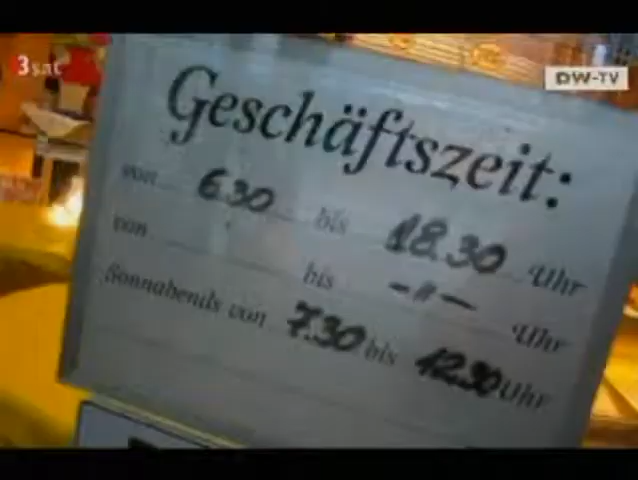 3sat
DW-TV
Geschäftszeit:
von 6.30 bis 18.30 Uhr
von bis -〃- Uhr
Sonnabends von 7.30 bis 12.30 Uhr